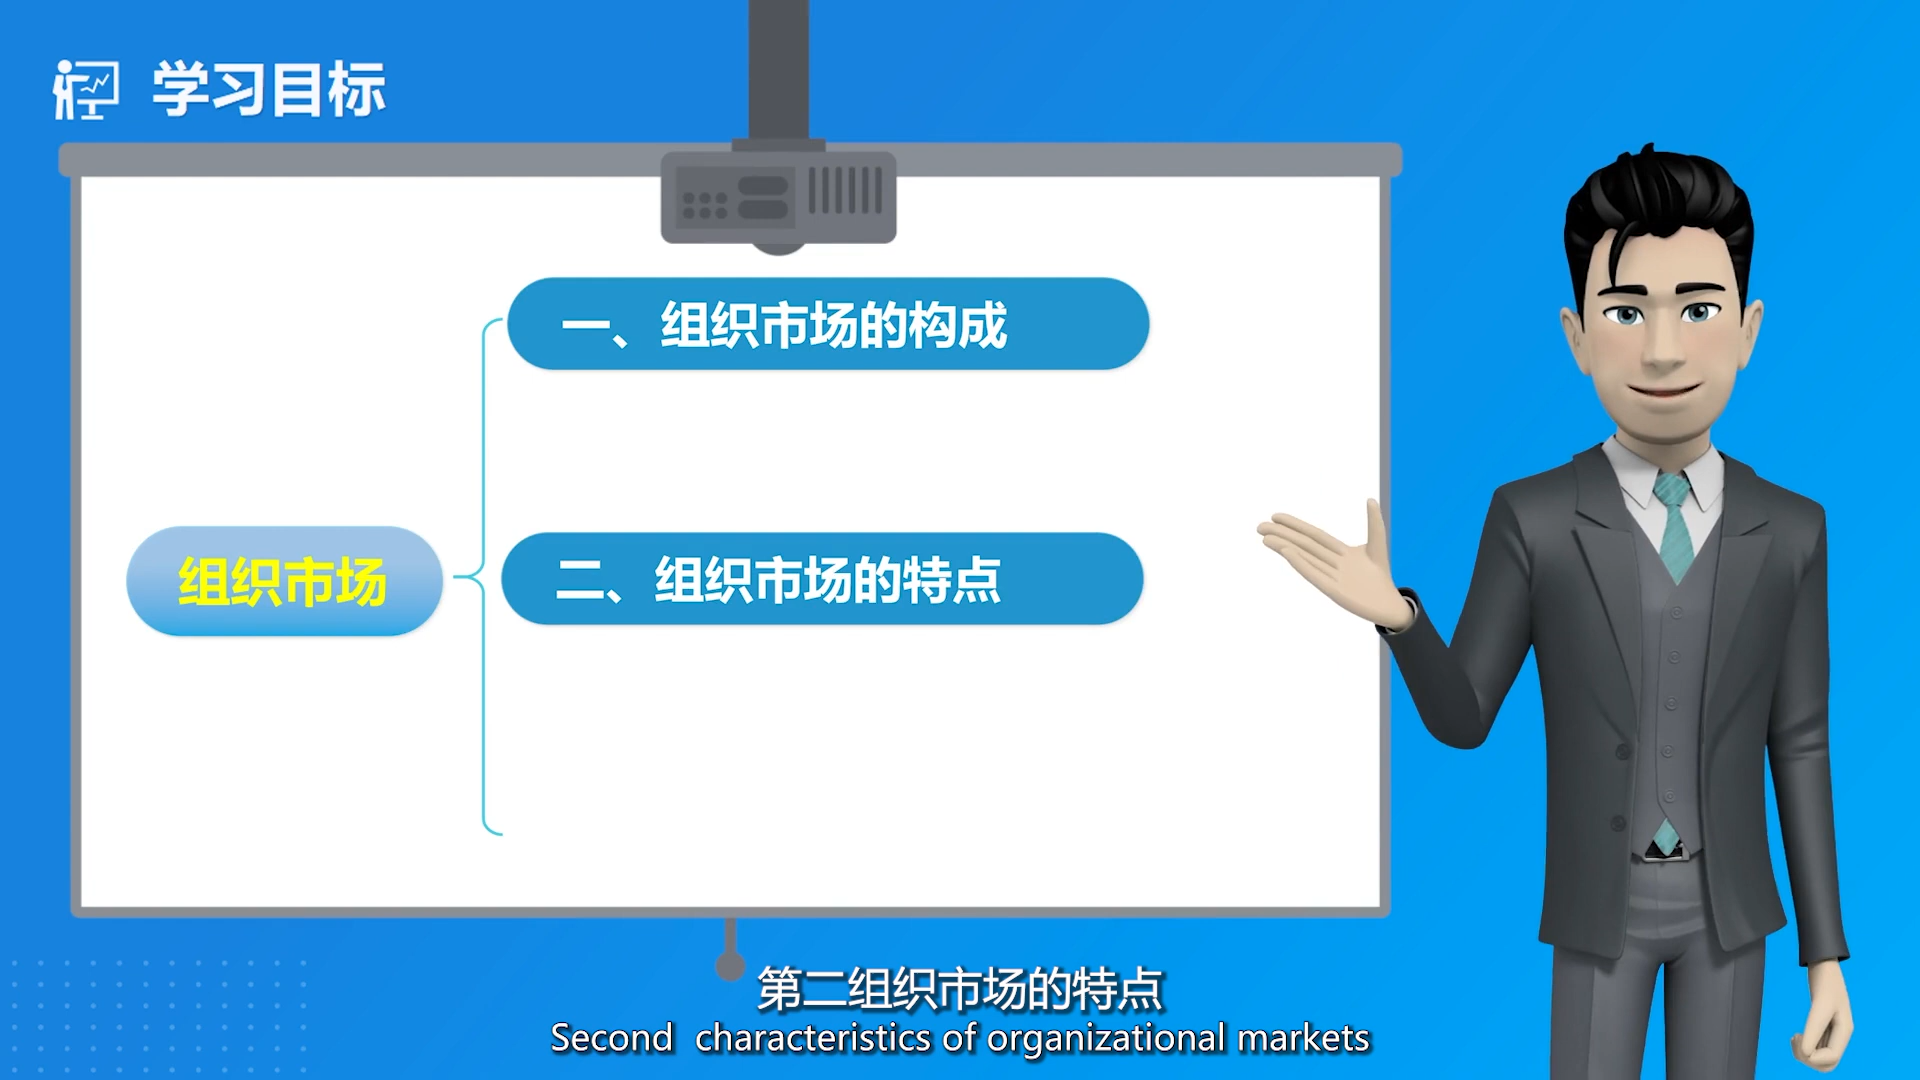 学习目标
一、组织市场的构成
组织市场
二、组织市场的特点
第二组织市场的特点
Second characteristics of organizational markets